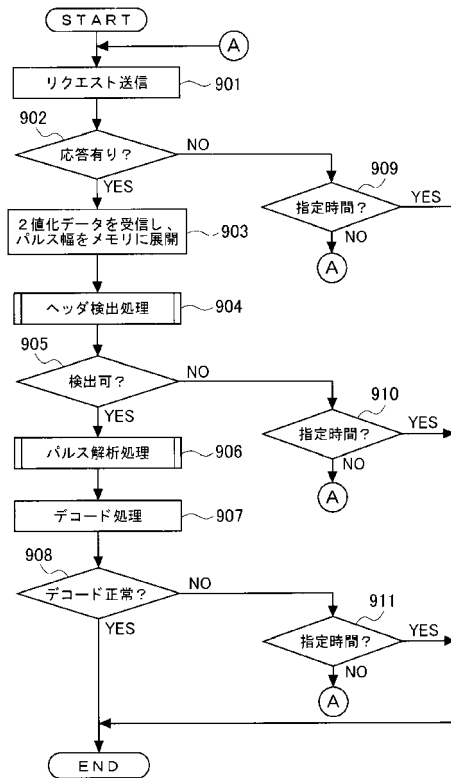 START
A
リクエスト送信
901
902
応答有り?
NO
YES
909
指定時間?
YES
NO
A
2値化データを受信し、
パルス幅をメモリに展開
903
ヘッダ検出処理
904
905
検出可?
NO
YES
910
指定時間?
YES
NO
A
パルス解析処理
906
デコード処理
907
908
デコード正常?
NO
YES
911
指定時間?
YES
NO
A
END